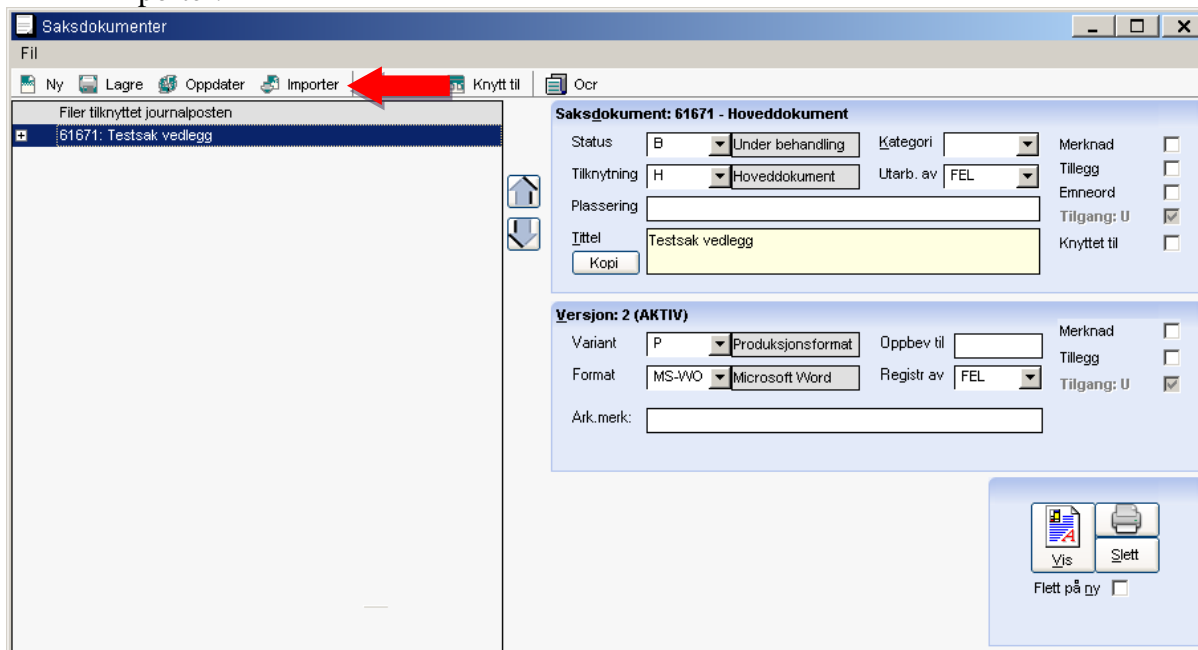 Saksdokumenter
Fil
Ny Lagre Oppdater Importer Knytt til Ocr
Filer tilknyttet journalposten
61671: Testsak vedlegg
Saksdokument: 61671 - Hoveddokument
Status B Under behandling Kategori Merknad
Tilknytning H Hoveddokument Utarb. av FEL Tillegg
Emneord
Plassering Tilgang: U
Tittel Testsak vedlegg Knyttet til
Kopi
Versjon: 2 (AKTIV)
Variant P Produksjonsformat Oppbev til Merknad
Tillegg
Format MS-WO Microsoft Word Registr av FEL Tilgang: U
Ark.merk:
Vis Slett
Flett på ny